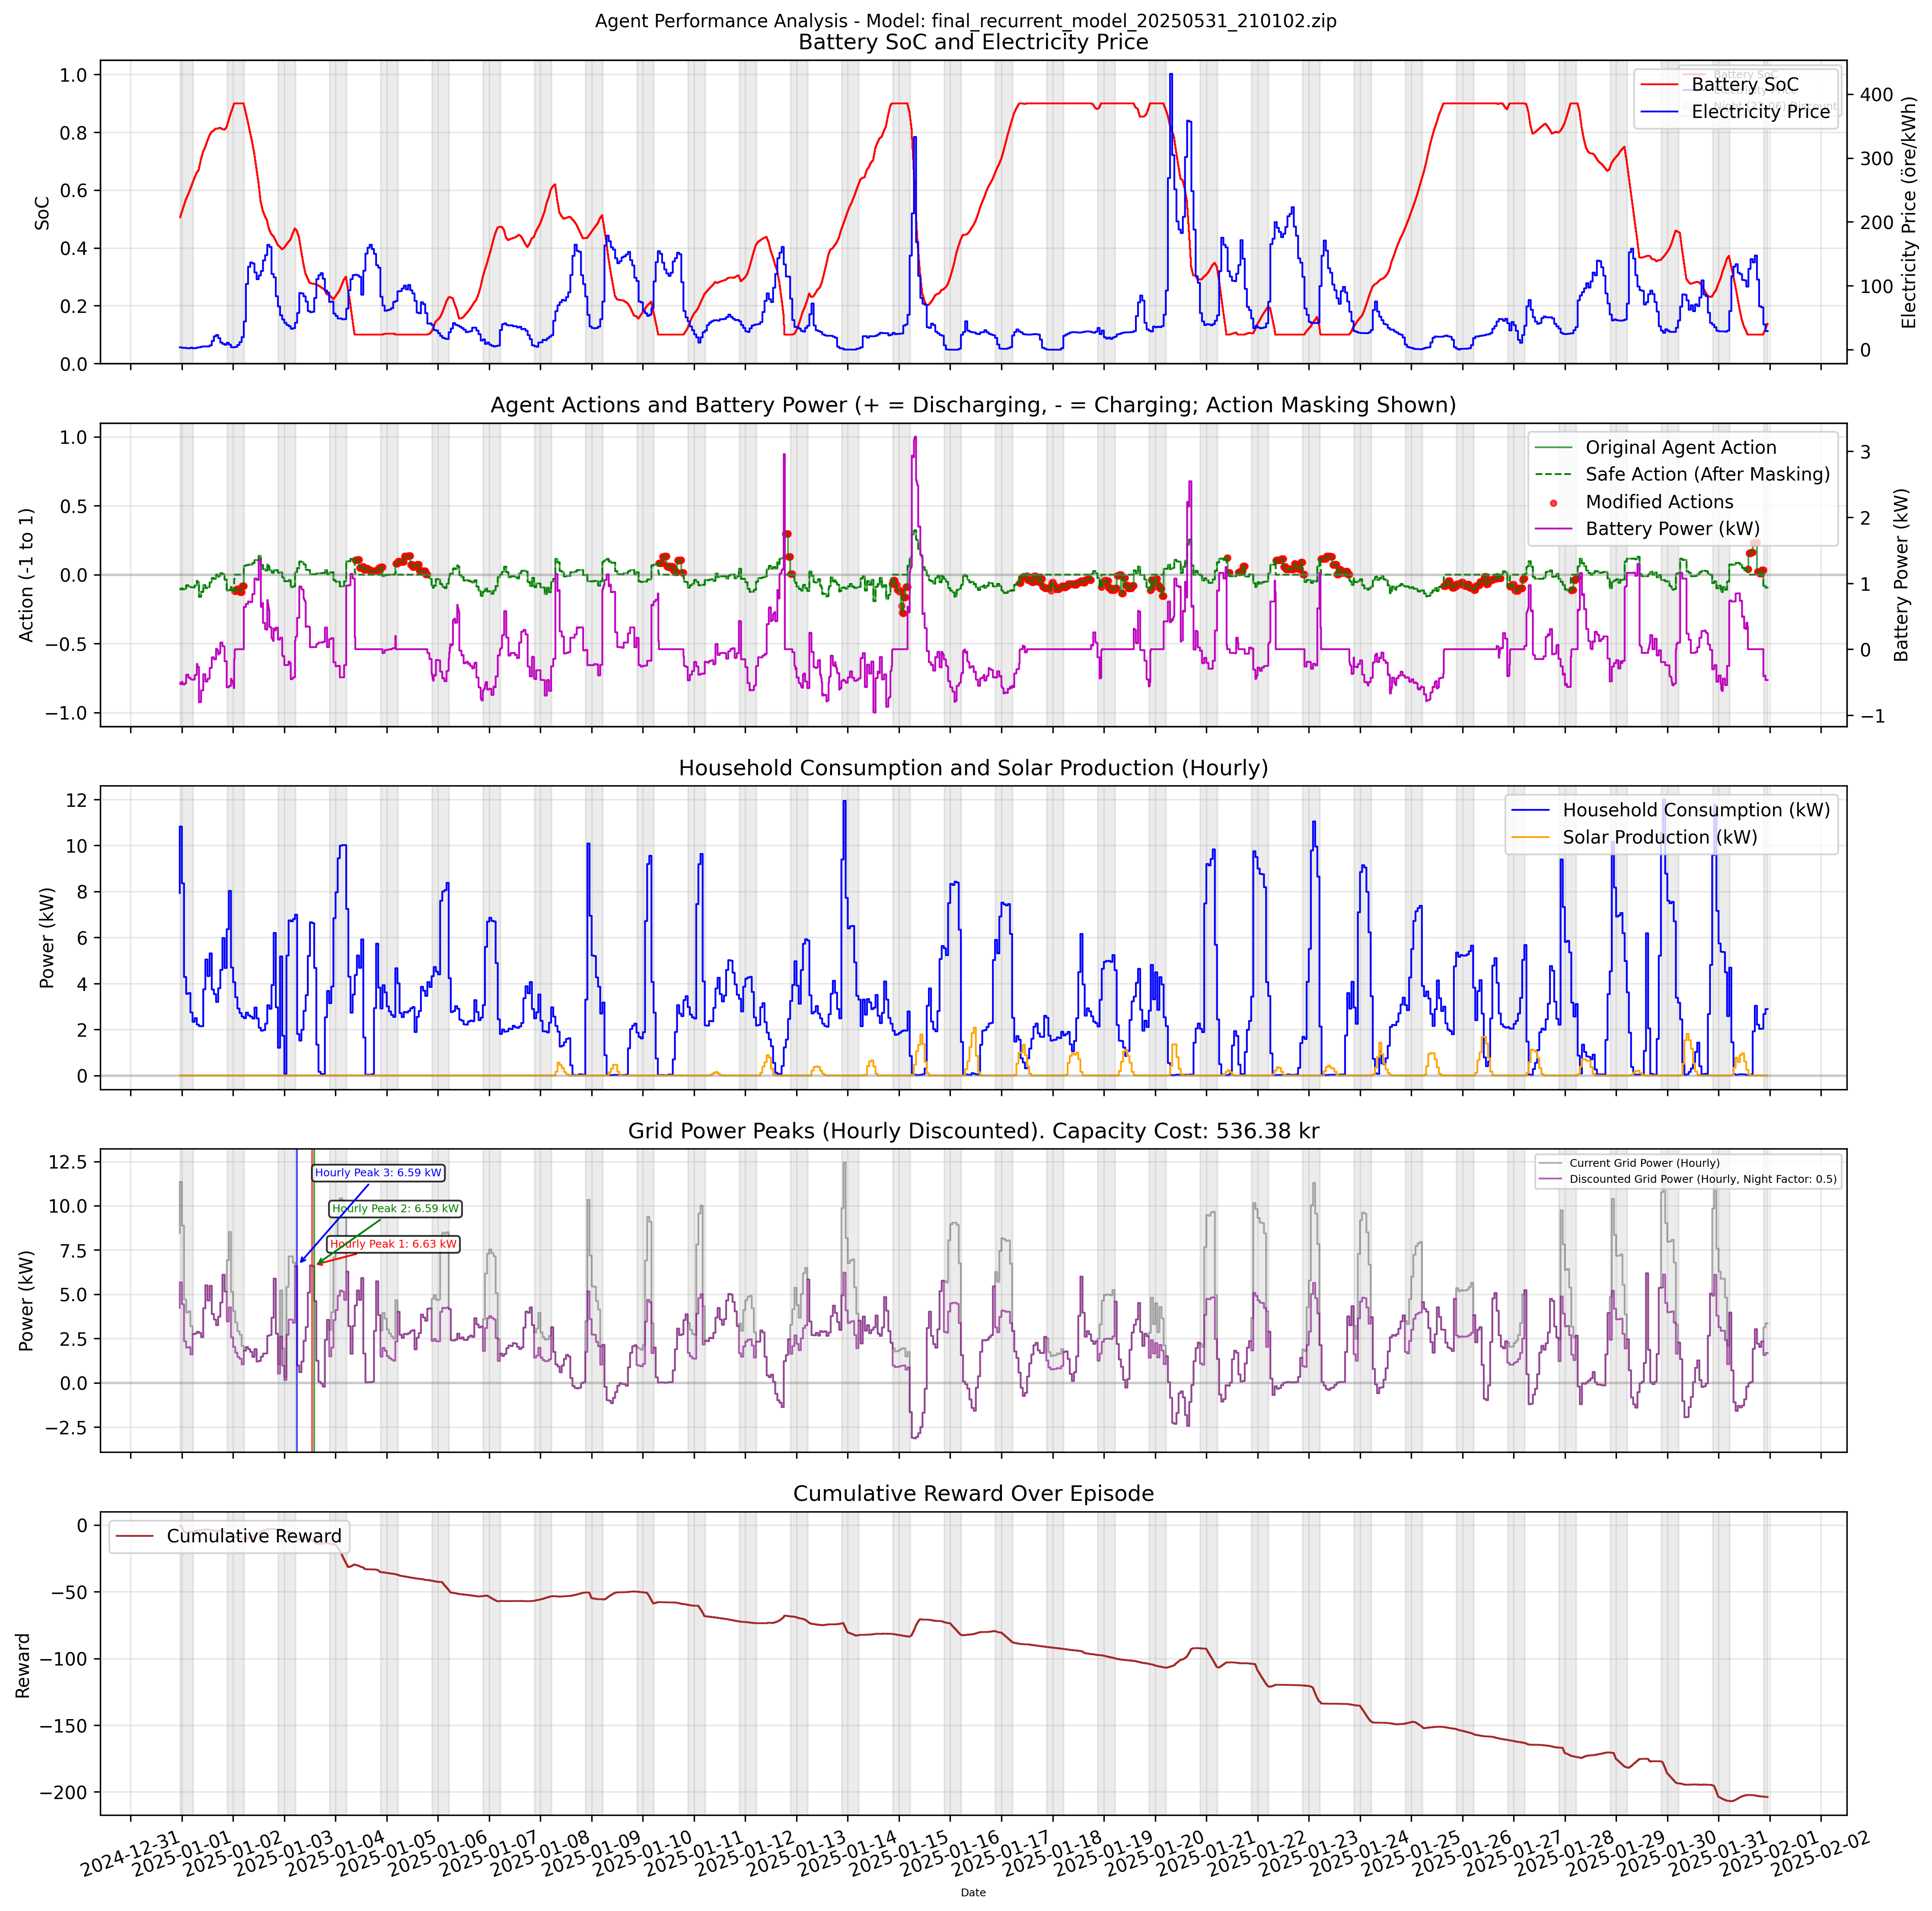 Agent Performance Analysis - Model: final_recurrent_model_20250531_210102.zip
Battery SoC and Electricity Price
SoC
1.0
0.8
0.6
0.4
0.2
0.0
Battery SoC
Electricity Price
400
300
200
100
0
Electricity Price (öre/kWh)
Agent Actions and Battery Power (+ = Discharging, - = Charging; Action Masking Shown)
Action (-1 to 1)
1.0
0.5
0.0
−0.5
−1.0
Original Agent Action
Safe Action (After Masking)
Modified Actions
Battery Power (kW)
3
2
1
0
−1
Battery Power (kW)
Household Consumption and Solar Production (Hourly)
Power (kW)
12
10
8
6
4
2
0
Household Consumption (kW)
Solar Production (kW)
Grid Power Peaks (Hourly Discounted). Capacity Cost: 536.38 kr
Power (kW)
12.5
10.0
7.5
5.0
2.5
0.0
−2.5
Hourly Peak 3: 6.59 kW
Hourly Peak 2: 6.59 kW
Hourly Peak 1: 6.63 kW
Current Grid Power (Hourly)
Discounted Grid Power (Hourly, Night Factor: 0.5)
Cumulative Reward Over Episode
Reward
0
−50
−100
−150
−200
Cumulative Reward
2024-12-31
2025-01-01
2025-01-01
2025-01-02
2025-01-03
2025-01-04
2025-01-05
2025-01-06
2025-01-07
2025-01-08
2025-01-09
2025-01-10
2025-01-11
2025-01-12
2025-01-13
2025-01-14
2025-01-15
2025-01-16
2025-01-17
2025-01-19
2025-01-20
2025-01-21
2025-01-22
2025-01-23
2025-01-24
2025-01-25
2025-01-26
2025-01-27
2025-01-28
2025-01-29
2025-01-30
2025-01-31
2025-02-01
2025-02-02
Date